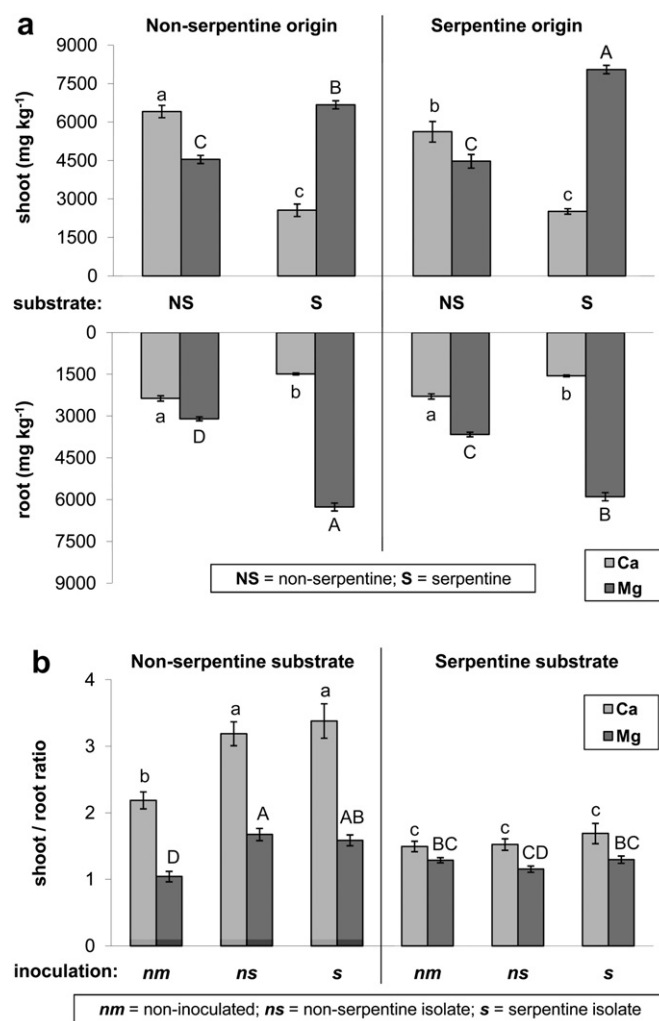 a
Non-serpentine origin Serpentine origin
9000
7500
6000
4500
3000
1500
0
shoot (mg kg⁻¹)
a C c B b C c A
substrate: NS S NS S
0
1500
3000
4500
6000
7500
9000
root (mg kg⁻¹)
a D b A a C b B
NS = non-serpentine; S = serpentine
Ca
Mg
b
Non-serpentine substrate Serpentine substrate
4
3
2
1
0
shoot / root ratio
b D a A a AB c BC c CD c BC
Ca
Mg
inoculation: nm ns s nm ns s
nm = non-inoculated; ns = non-serpentine isolate; s = serpentine isolate